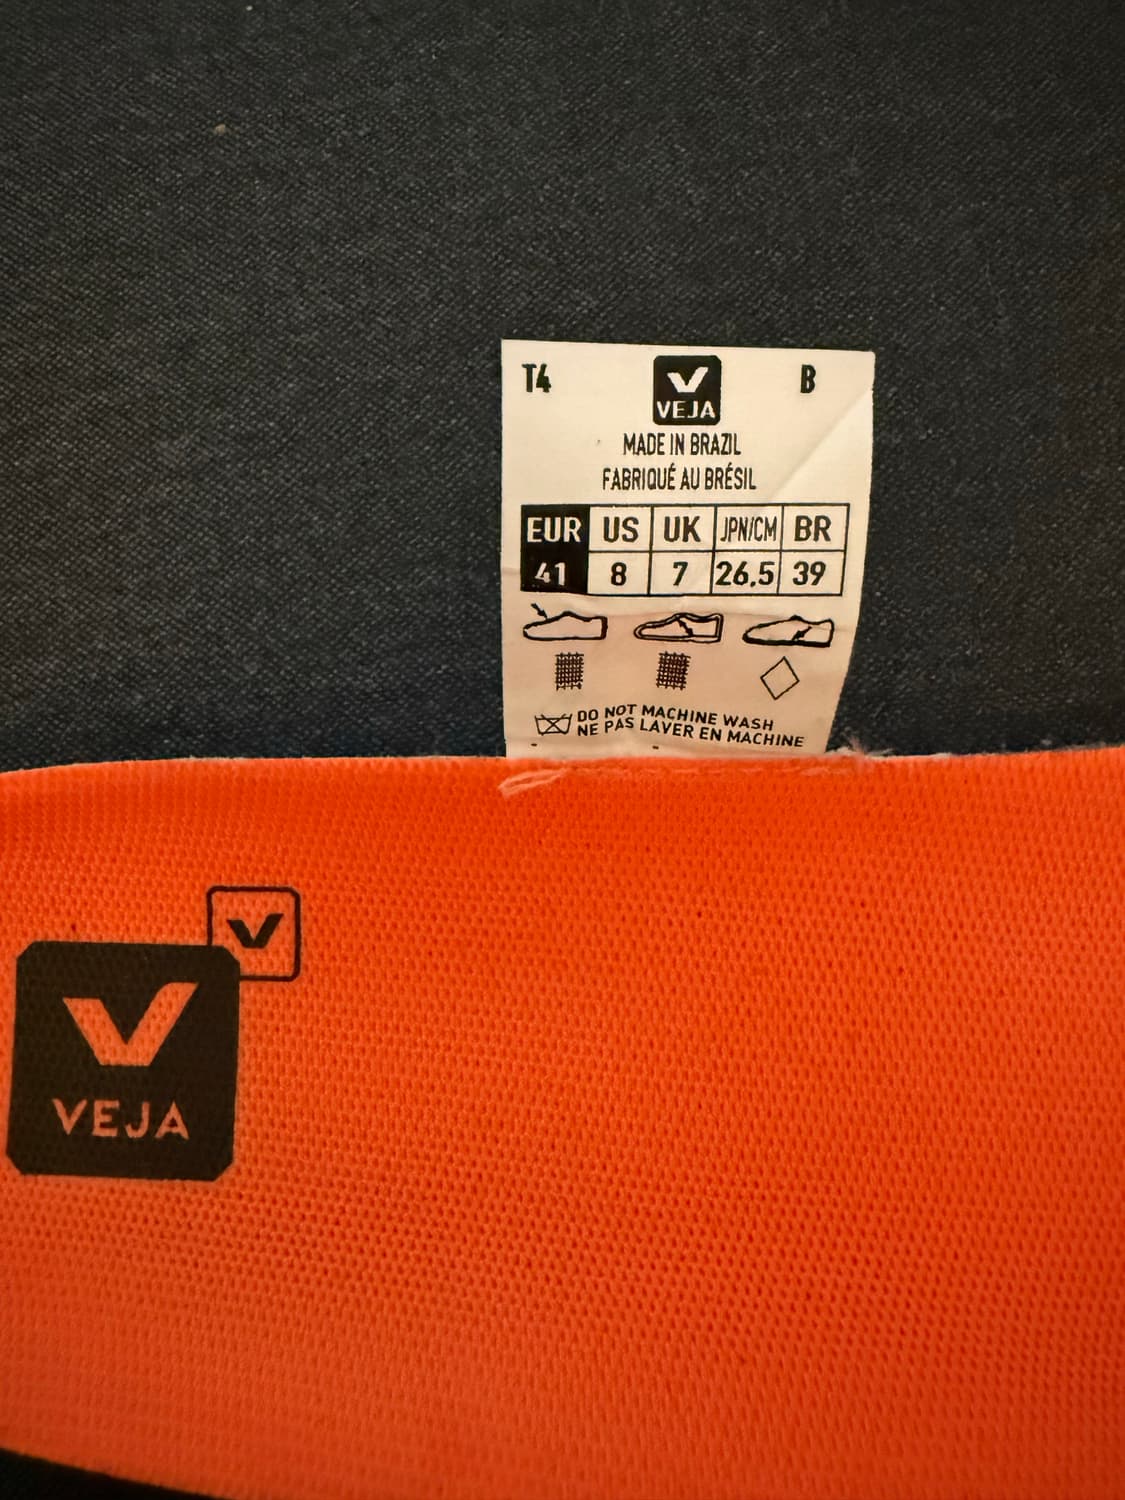 T4 VEJA B
MADE IN BRAZIL
FABRIQUÉ AU BRÉSIL
EUR US UK JPN/CM BR
41 8 7 26,5 39
DO NOT MACHINE WASH
NE PAS LAVER EN MACHINE
VEJA